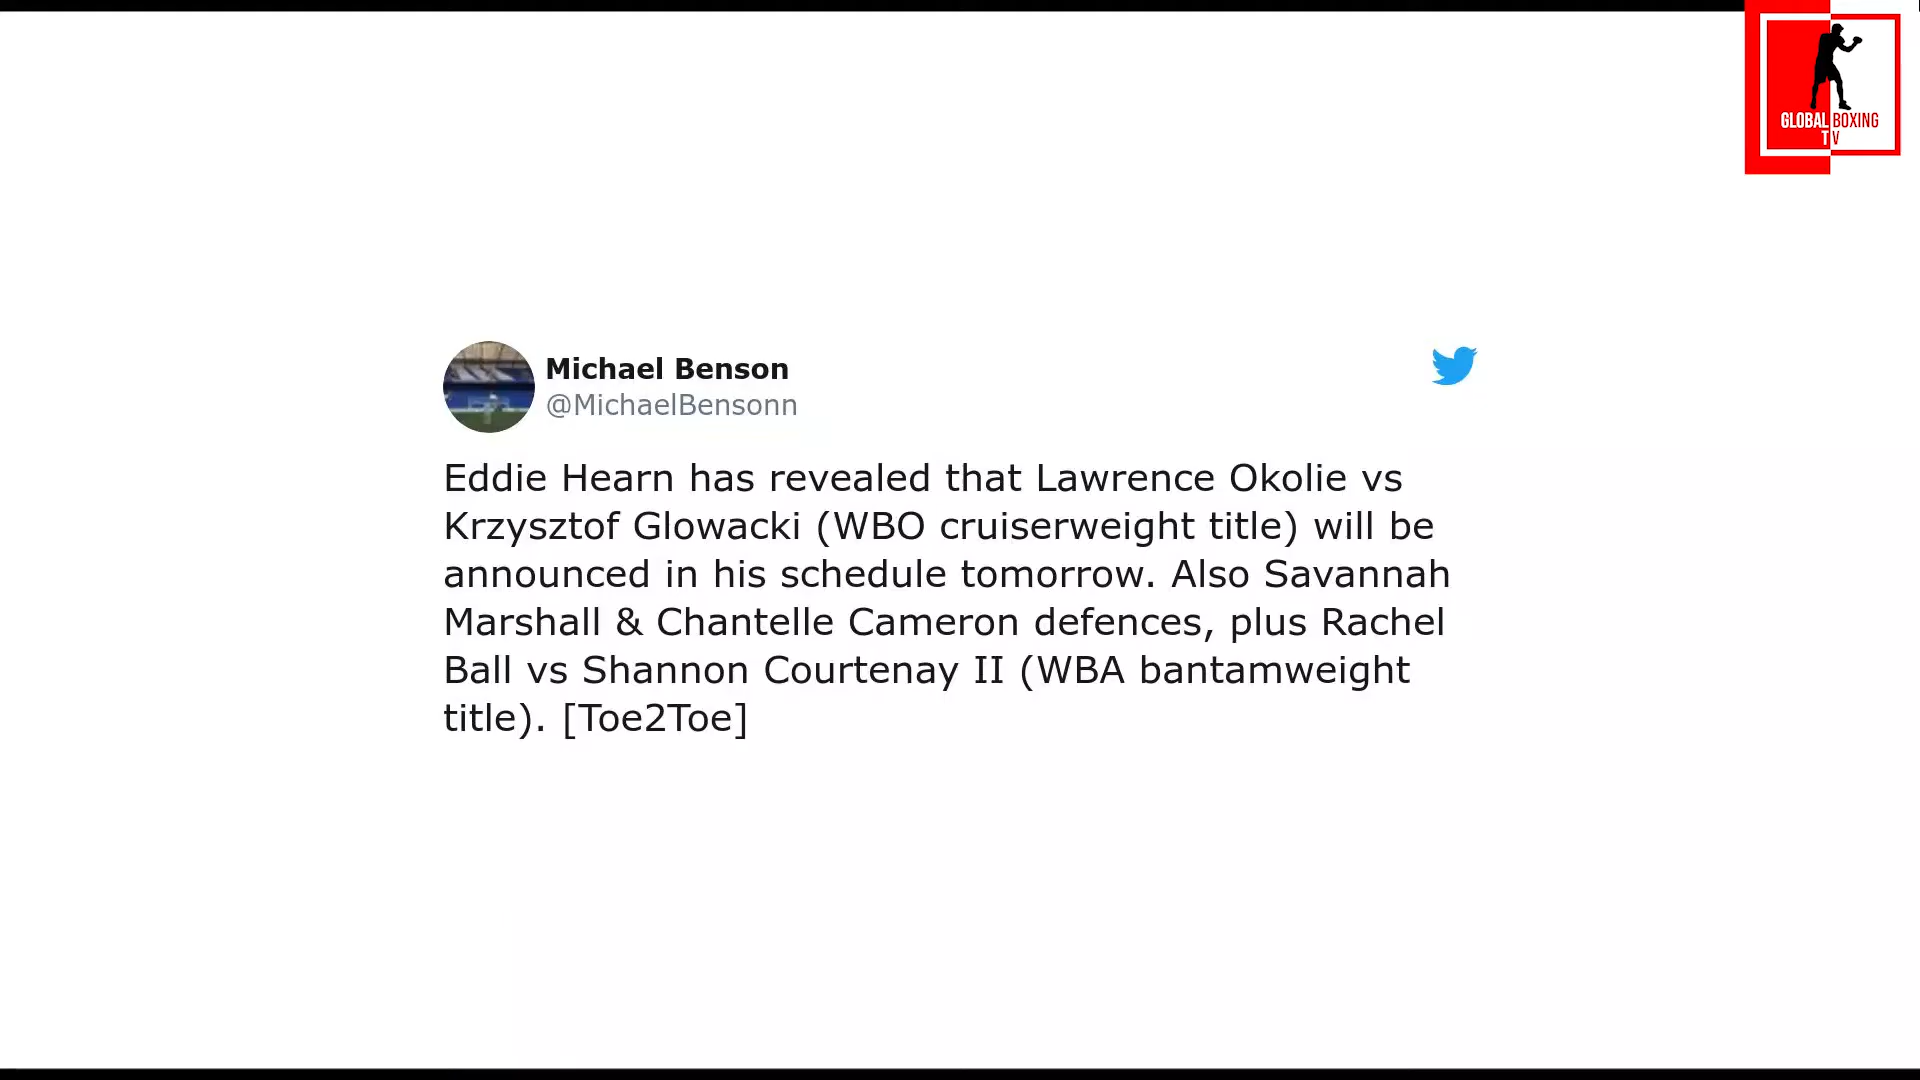 GLOBAL BOXING
TV
Michael Benson
@MichaelBensonn
Eddie Hearn has revealed that Lawrence Okolie vs
Krzysztof Glowacki (WBO cruiserweight title) will be
announced in his schedule tomorrow. Also Savannah
Marshall & Chantelle Cameron defences, plus Rachel
Ball vs Shannon Courtenay II (WBA bantamweight
title). [Toe2Toe]